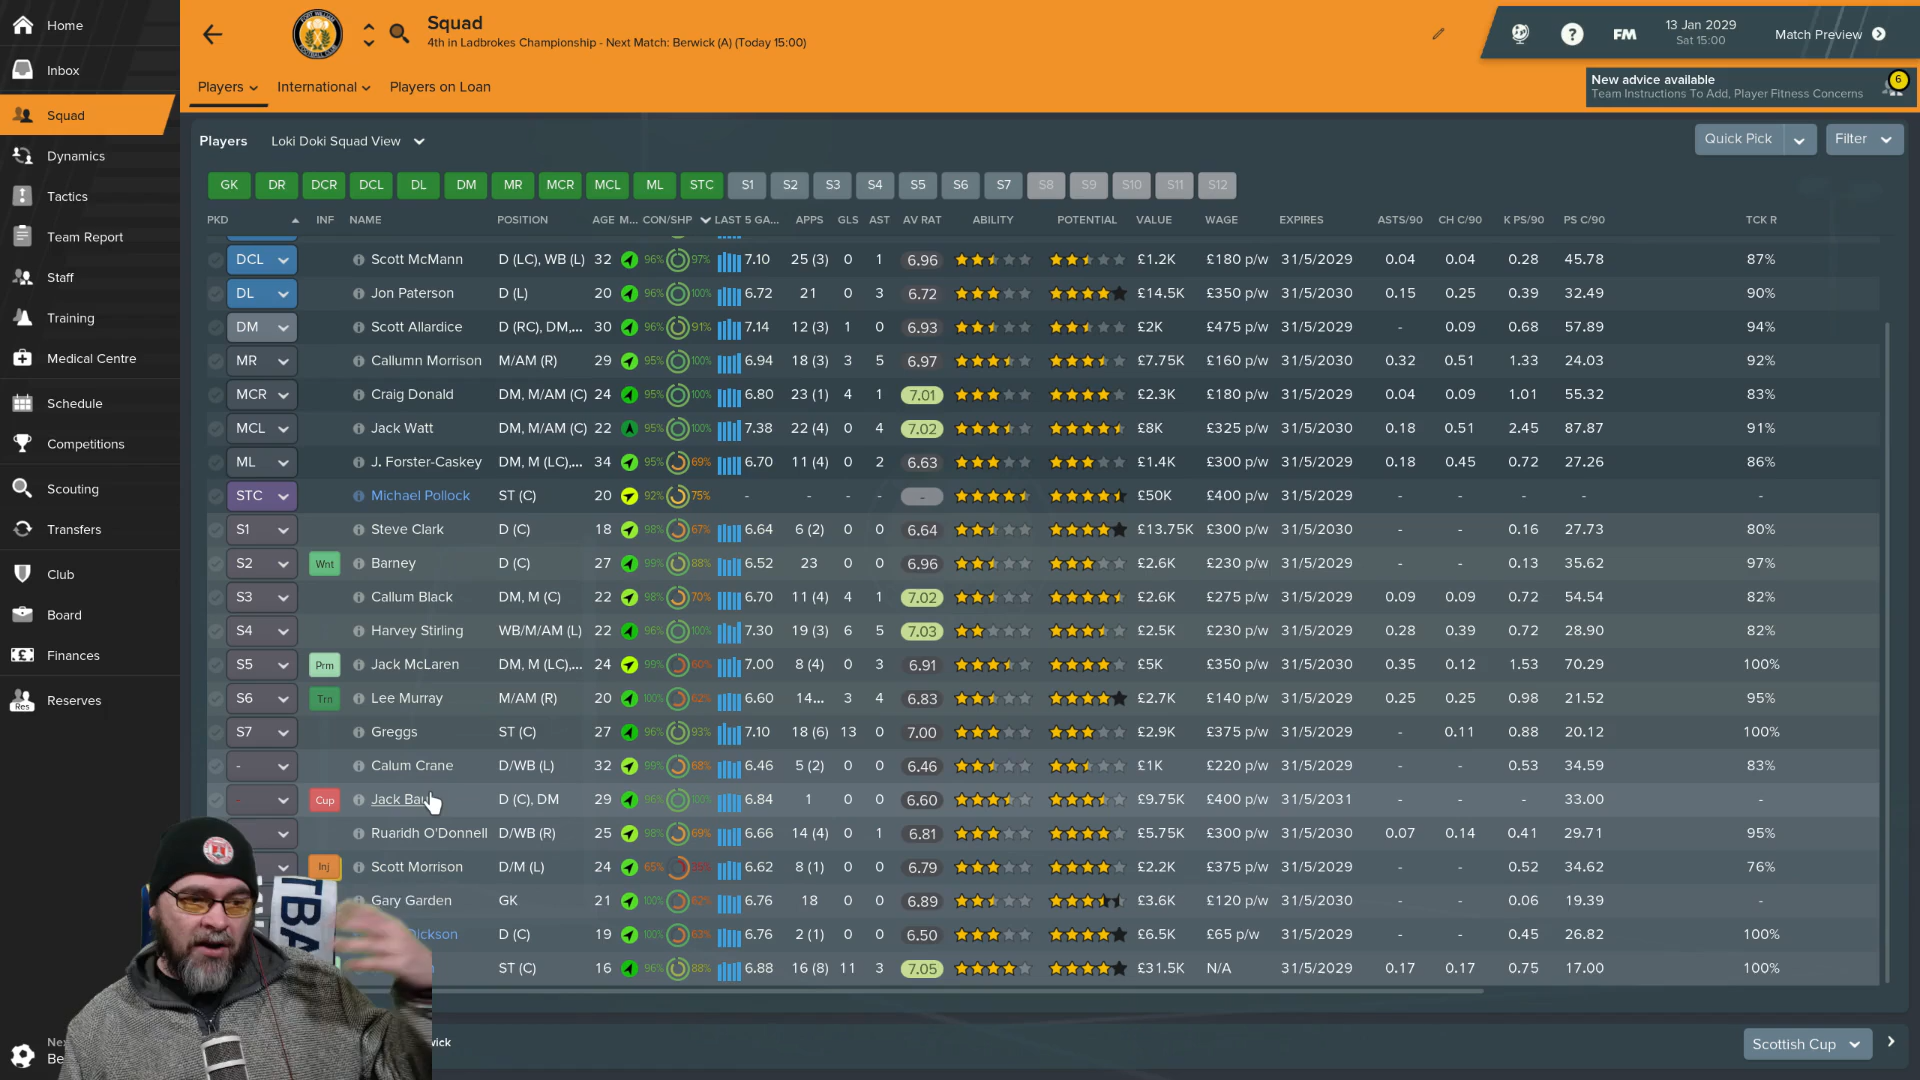 Home
Inbox
Squad
Dynamics
Tactics
Team Report
Staff
Training
Medical Centre
Schedule
Competitions
Scouting
Transfers
Club
Board
Finances
Reserves
Squad
4th in Ladbrokes Championship - Next Match: Berwick (A) (Today 15:00)
FM
13 Jan 2029
Sat 15:00
Match Preview
Players International Players on Loan
New advice available
Team Instructions To Add, Player Fitness Concerns
6
Players Loki Doki Squad View Quick Pick Filter
GK DR DCR DCL DL DM MR MCR MCL ML STC S1 S2 S3 S4 S5 S6 S7 S8 S9 S10 S11 S12
PKD INF NAME POSITION AGE M... CON/SHP LAST 5 GA... APPS GLS AST AV RAT ABILITY POTENTIAL VALUE WAGE EXPIRES ASTS/90 CH C/90 K PS/90 PS C/90 TCK R
DCL Scott McMann D (LC), WB (L) 32 96% 97% 7.10 25 (3) 0 1 6.96 £1.2K £180 p/w 31/5/2029 0.04 0.04 0.28 45.78 87%
DL Jon Paterson D (L) 20 96% 100% 6.72 21 0 3 6.72 £14.5K £350 p/w 31/5/2030 0.15 0.25 0.39 32.49 90%
DM Scott Allardice D (RC), DM,... 30 96% 91% 7.14 12 (3) 1 0 6.93 £2K £475 p/w 31/5/2029 - 0.09 0.68 57.89 94%
MR Callumn Morrison M/AM (R) 29 95% 100% 6.94 18 (3) 3 5 6.97 £7.75K £160 p/w 31/5/2030 0.32 0.51 1.33 24.03 92%
MCR Craig Donald DM, M/AM (C) 24 95% 100% 6.80 23 (1) 4 1 7.01 £2.3K £180 p/w 31/5/2029 0.04 0.09 1.01 55.32 83%
MCL Jack Watt DM, M/AM (C) 22 95% 100% 7.38 22 (4) 0 4 7.02 £8K £325 p/w 31/5/2030 0.18 0.51 2.45 87.87 91%
ML J. Forster-Caskey DM, M (LC),... 34 95% 69% 6.70 11 (4) 0 2 6.63 £1.4K £300 p/w 31/5/2029 0.18 0.45 0.72 27.26 86%
STC Michael Pollock ST (C) 20 92% 75% - - - - - £50K £400 p/w 31/5/2029 - - - - -
S1 Steve Clark D (C) 18 98% 67% 6.64 6 (2) 0 0 6.64 £13.75K £300 p/w 31/5/2030 - - 0.16 27.73 80%
S2 Wnt Barney D (C) 27 99% 88% 6.52 23 0 0 6.96 £2.6K £230 p/w 31/5/2029 - - 0.13 35.62 97%
S3 Callum Black DM, M (C) 22 98% 70% 6.70 11 (4) 4 1 7.02 £2.6K £275 p/w 31/5/2029 0.09 0.09 0.72 54.54 82%
S4 Harvey Stirling WB/M/AM (L) 22 96% 100% 7.30 19 (3) 6 5 7.03 £2.5K £230 p/w 31/5/2029 0.28 0.39 0.72 28.90 82%
S5 Prm Jack McLaren DM, M (LC),... 24 99% 60% 7.00 8 (4) 0 3 6.91 £5K £350 p/w 31/5/2030 0.35 0.12 1.53 70.29 100%
S6 Trn Lee Murray M/AM (R) 20 100% 62% 6.60 14... 3 4 6.83 £2.7K £140 p/w 31/5/2029 0.25 0.25 0.98 21.52 95%
S7 Greggs ST (C) 27 96% 93% 7.10 18 (6) 13 0 7.00 £2.9K £375 p/w 31/5/2029 - 0.11 0.88 20.12 100%
- Calum Crane D/WB (L) 32 99% 68% 6.46 5 (2) 0 0 6.46 £1K £220 p/w 31/5/2029 - - 0.53 34.59 83%
- Cup Jack D (C), DM 29 96% 100% 6.84 1 0 0 6.60 £9.75K £400 p/w 31/5/2031 - - - 33.00 -
Ruaridh O'Donnell D/WB (R) 25 98% 69% 6.66 14 (4) 0 1 6.81 £5.75K £300 p/w 31/5/2029 0.07 0.14 0.41 29.71 95%
Inj Scott Morrison D/M (L) 24 65% 6.62 8 (1) 0 0 6.79 £2.2K £375 p/w 31/5/2029 - - 0.52 34.62 76%
Gary Garden GK 21 100% 62% 6.76 18 0 0 6.89 £3.6K £120 p/w 31/5/2030 - 0.06 0.04 19.39 -
Dickson D (C) 19 100% 63% 6.76 2 (1) 0 0 6.50 £6.5K £65 p/w 31/5/2029 - - 0.45 26.82 100%
ST (C) 16 96% 88% 6.88 16 (8) 11 3 7.05 £31.5K N/A 31/5/2029 0.17 0.17 0.75 17.00 100%
TBA
Scottish Cup